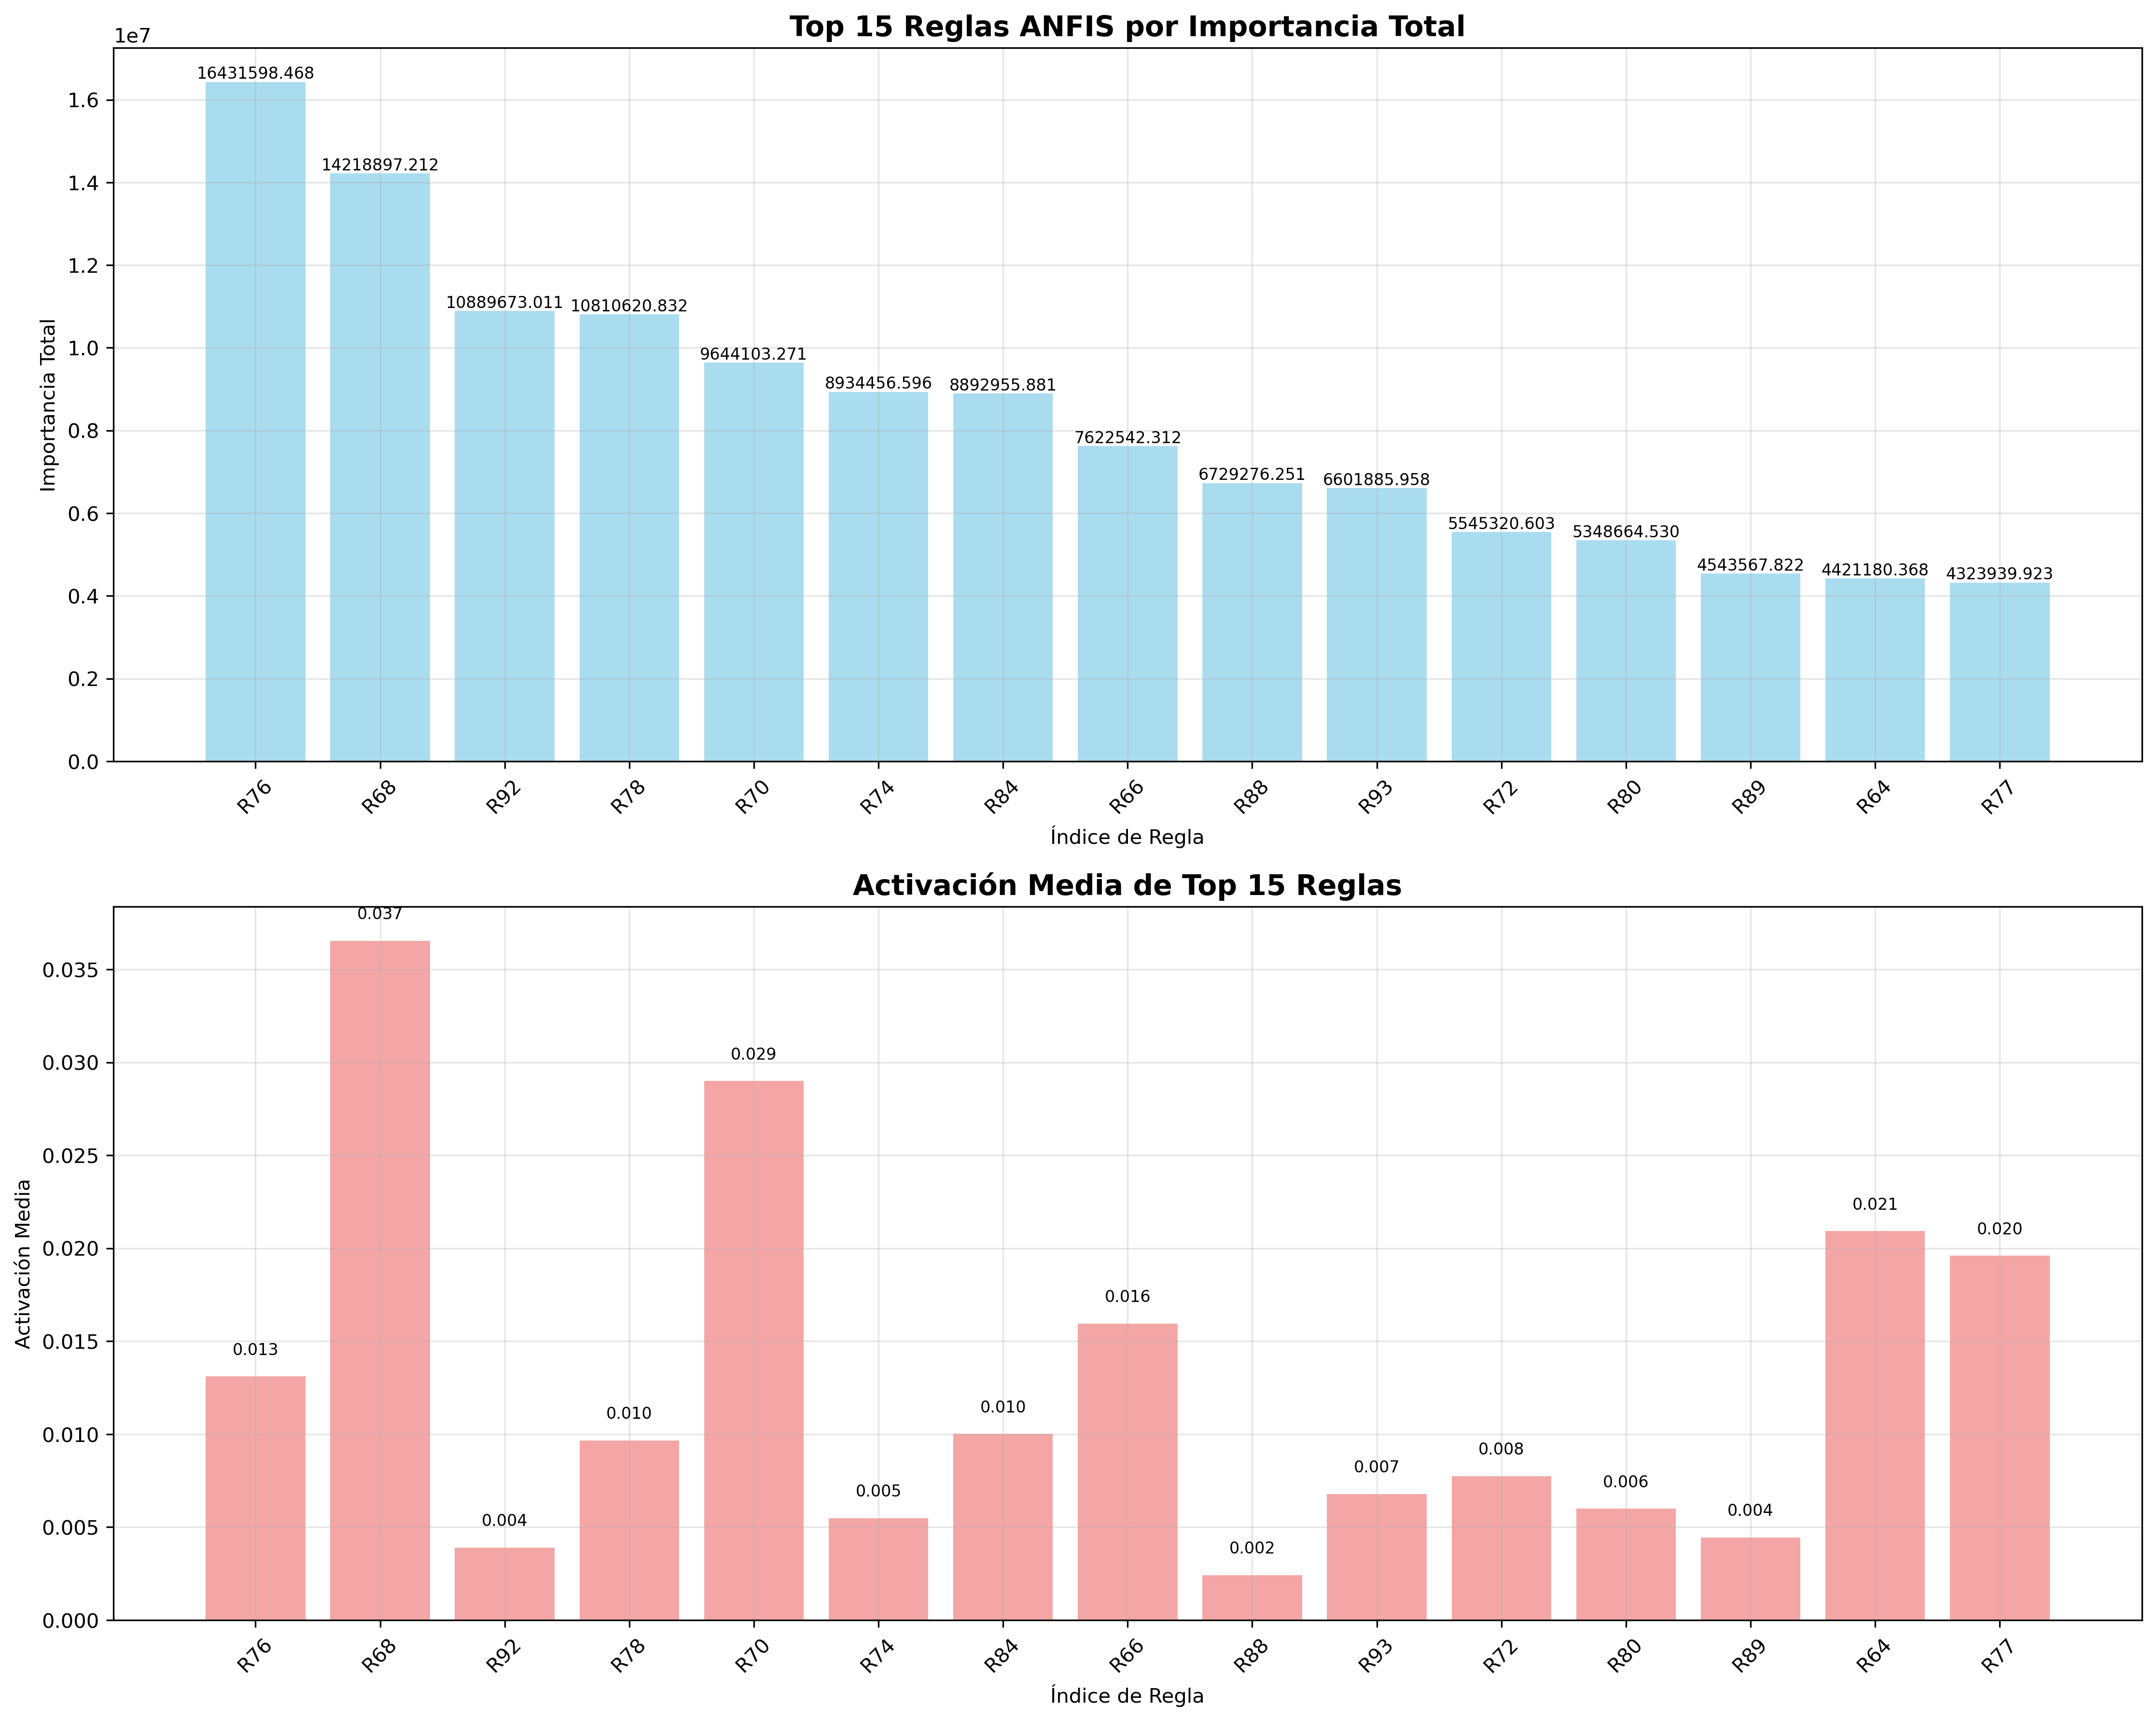 Top 15 Reglas ANFIS por Importancia Total
1e7
16431598.468
14218897.212
10889673.011
10810620.832
9644103.271
8934456.596
8892955.881
7622542.312
6729276.251
6601885.958
5545320.603
5348664.530
4543567.822
4421180.368
4323939.923
1.6
1.4
1.2
1.0
0.8
0.6
0.4
0.2
0.0
Importancia Total
R76
R68
R92
R78
R70
R74
R84
R66
R88
R93
R72
R80
R89
R64
R77
Índice de Regla
Activación Media de Top 15 Reglas
0.013
0.037
0.004
0.010
0.029
0.005
0.010
0.016
0.002
0.007
0.008
0.006
0.004
0.021
0.020
0.035
0.030
0.025
0.020
0.015
0.010
0.005
0.000
Activación Media
R76
R68
R92
R78
R70
R74
R84
R66
R88
R93
R72
R80
R89
R64
R77
Índice de Regla